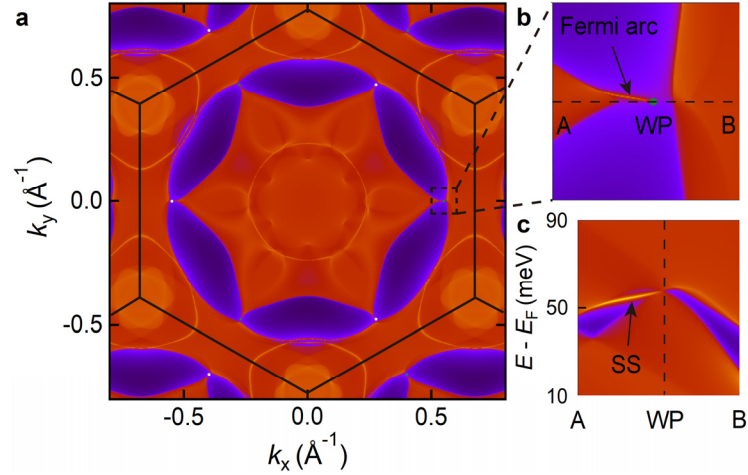 a
0.5
0.0
-0.5
-0.5
0.0
0.5
ky (Å⁻¹)
kx (Å⁻¹)
b
Fermi arc
A
WP
B
c
90
50
10
E - EF (meV)
SS
A
WP
B